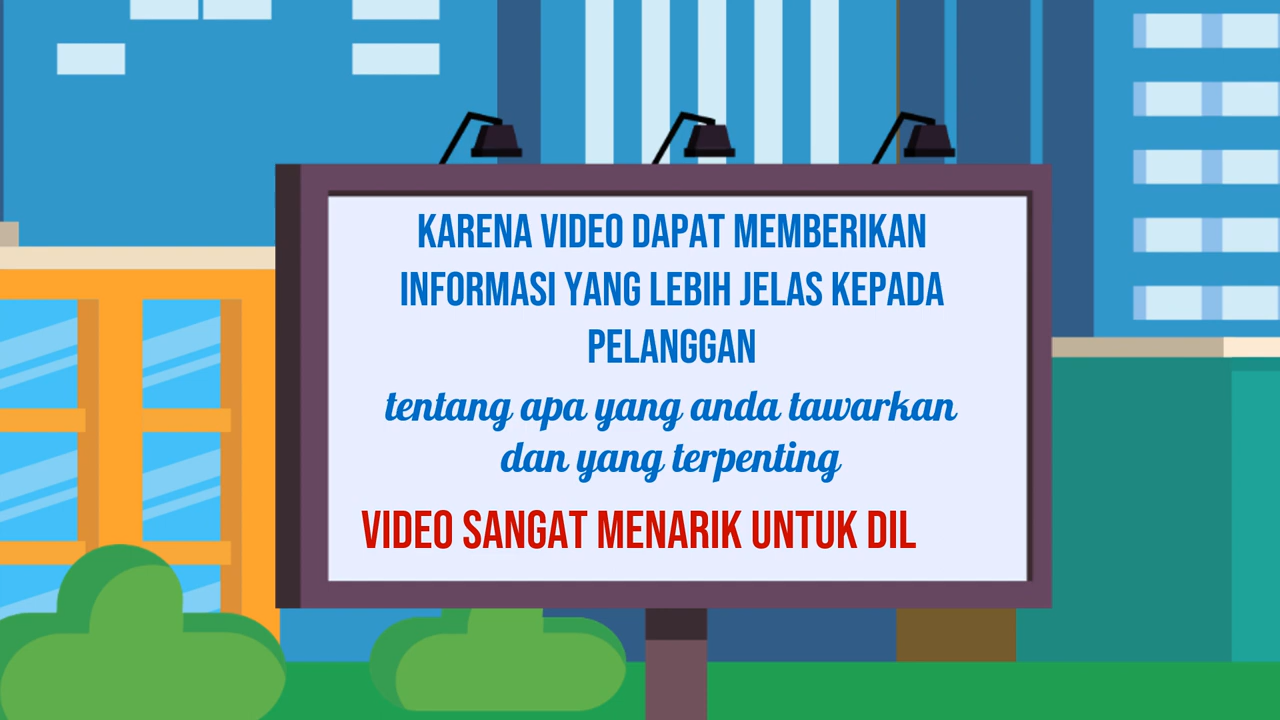 KARENA VIDEO DAPAT MEMBERIKAN
INFORMASI YANG LEBIH JELAS KEPADA
PELANGGAN
tentang apa yang anda tawarkan
dan yang terpenting
VIDEO SANGAT MENARIK UNTUK DIL